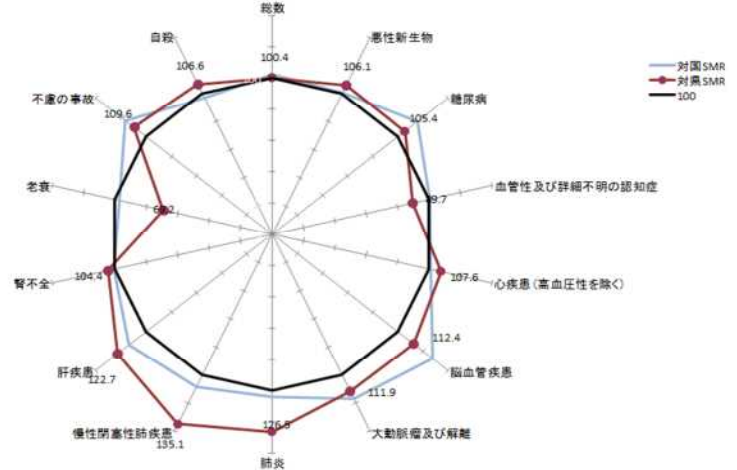 総数
100.4
100
自殺
106.6
悪性新生物
106.1
対国SMR
対県SMR
100
不慮の事故
109.6
糖尿病
105.4
老衰
69.2
血管性及び詳細不明の認知症
89.7
腎不全
104.4
心疾患(高血圧性を除く)
107.6
肝疾患
122.7
脳血管疾患
112.4
慢性閉塞性肺疾患
135.1
大動脈瘤及び解離
111.9
126.5
肺炎